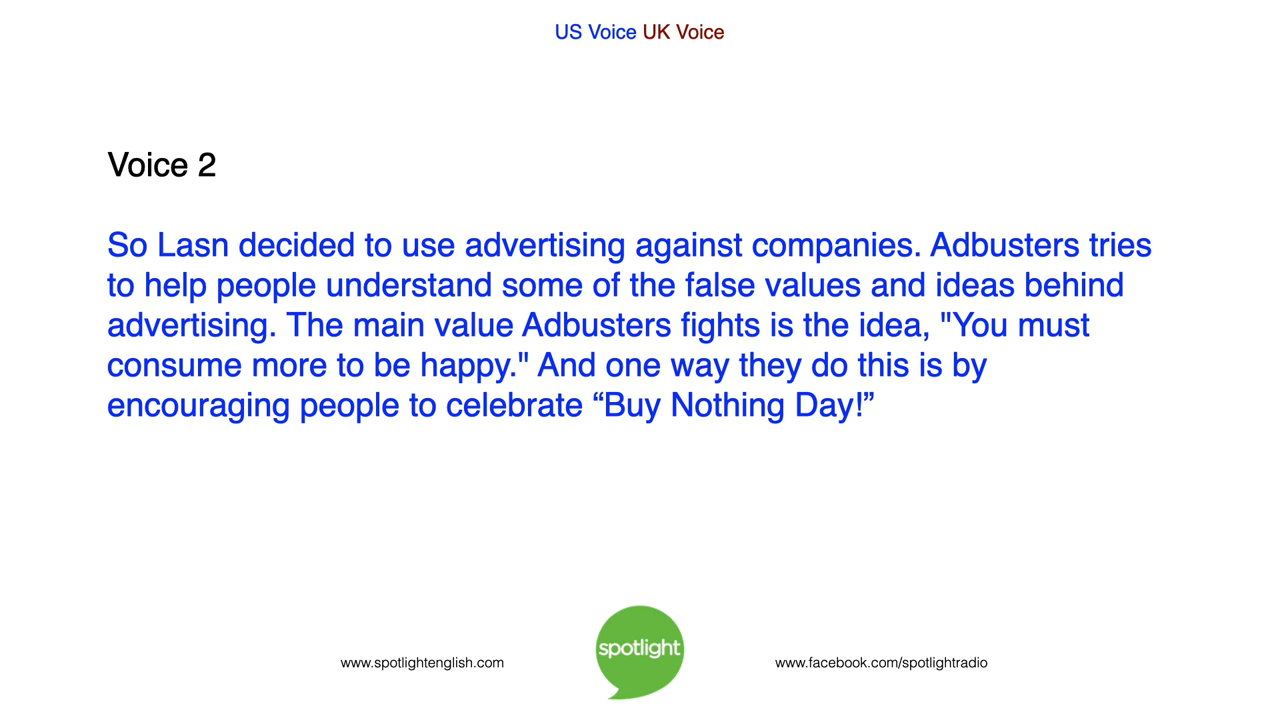 US Voice UK Voice
Voice 2
So Lasn decided to use advertising against companies. Adbusters tries
to help people understand some of the false values and ideas behind
advertising. The main value Adbusters fights is the idea, "You must
consume more to be happy." And one way they do this is by
encouraging people to celebrate “Buy Nothing Day!”
spotlight
www.spotlightenglish.com
www.facebook.com/spotlightradio